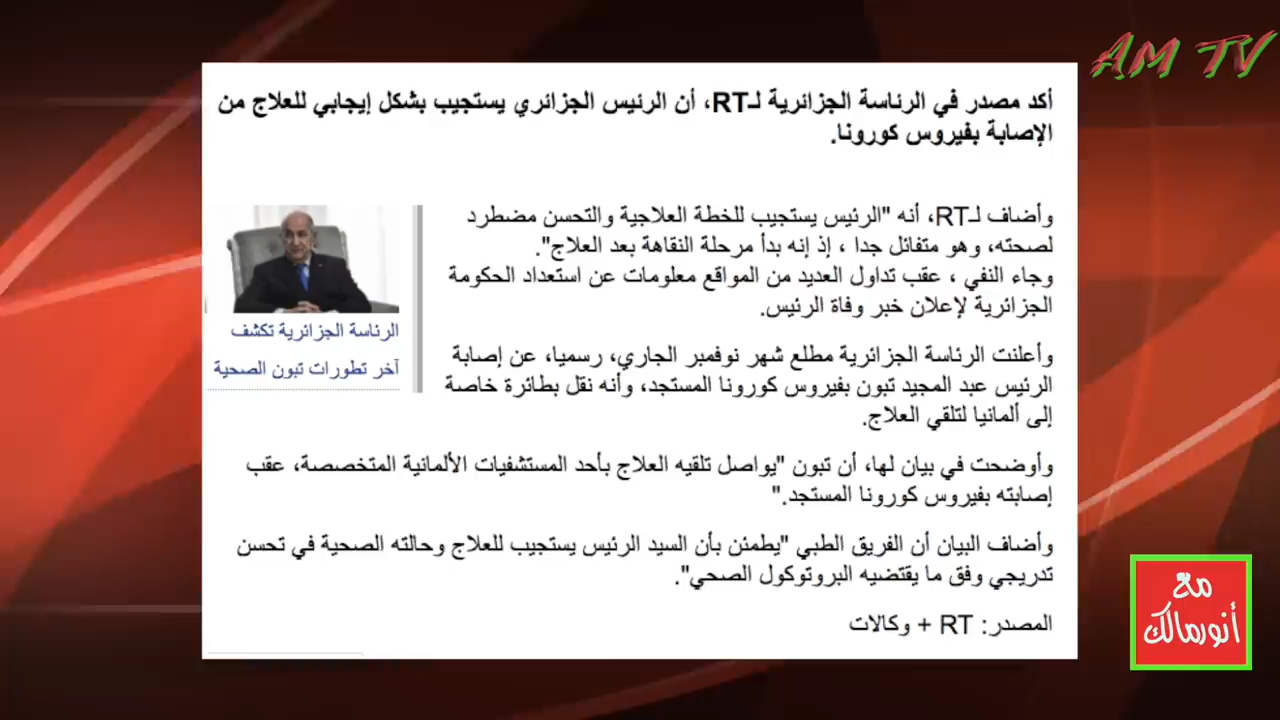 AM TV
أكد مصدر في الرئاسة الجزائرية لـRT، أن الرئيس الجزائري يستجيب بشكل إيجابي للعلاج من
الإصابة بفيروس كورونا.
وأضاف لـRT، أنه "الرئيس يستجيب للخطة العلاجية والتحسن مضطرد
لصحته، وهو متفائل جدا ، إذ إنه بدأ مرحلة النقاهة بعد العلاج".
وجاء النفي ، عقب تداول العديد من المواقع معلومات عن استعداد الحكومة
الجزائرية لإعلان خبر وفاة الرئيس.
الرئاسة الجزائرية تكشف
آخر تطورات تبون الصحية
وأعلنت الرئاسة الجزائرية مطلع شهر نوفمبر الجاري، رسميا، عن إصابة
الرئيس عبد المجيد تبون بفيروس كورونا المستجد، وأنه نقل بطائرة خاصة
إلى ألمانيا لتلقي العلاج.
وأوضحت في بيان لها، أن تبون "يواصل تلقيه العلاج بأحد المستشفيات الألمانية المتخصصة، عقب
إصابته بفيروس كورونا المستجد."
وأضاف البيان أن الفريق الطبي "يطمئن بأن السيد الرئيس يستجيب للعلاج وحالته الصحية في تحسن
تدريجي وفق ما يقتضيه البروتوكول الصحي".
المصدر: RT + وكالات
مع
أنورمالك